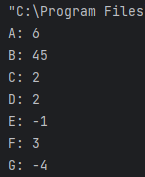 "C:\Program Files
A: 6
B: 45
C: 2
D: 2
E: -1
F: 3
G: -4